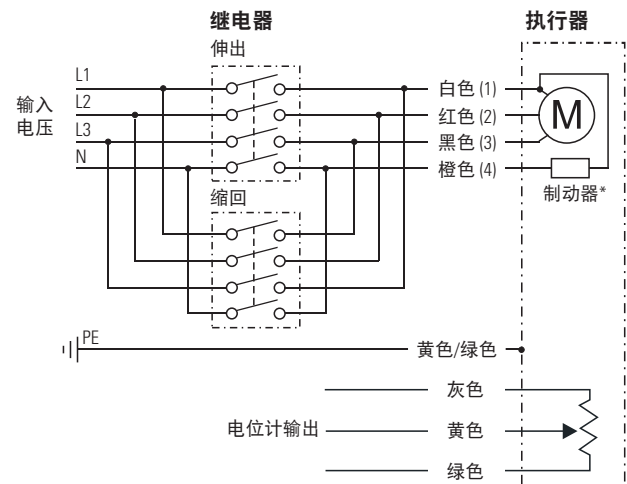 继电器
执行器
伸出
输入
电压
L1
L2
L3
N
白色 (1)
红色 (2)
黑色 (3)
橙色 (4)
M
制动器*
缩回
PE
黄色/绿色
灰色
电位计输出
黄色
绿色